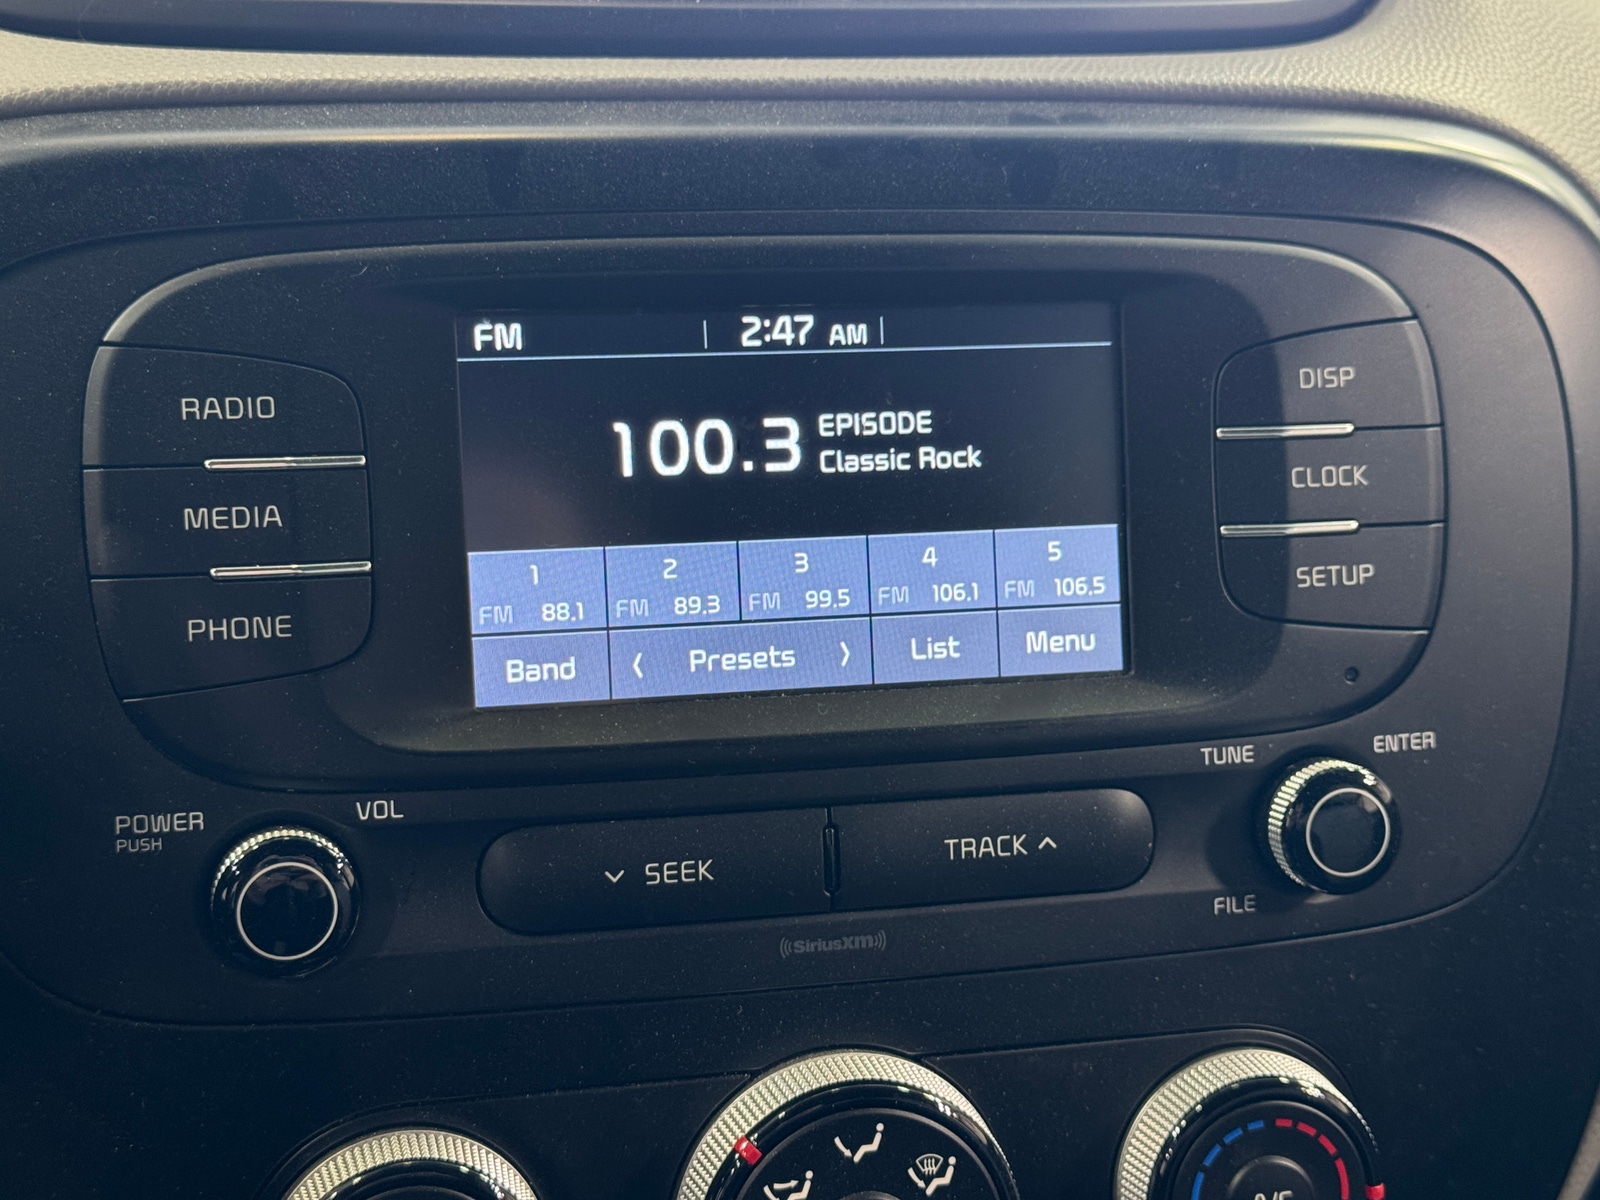 FM
2:47 AM
100.3
EPISODE
Classic Rock
1
2
3
4
5
FM 88.1
FM 89.3
FM 99.5
FM 106.1
FM 106.5
Band
Presets
List
Menu
RADIO
MEDIA
PHONE
DISP
CLOCK
SETUP
POWER
PUSH
VOL
SEEK
TRACK
TUNE
ENTER
FILE
SiriusXM